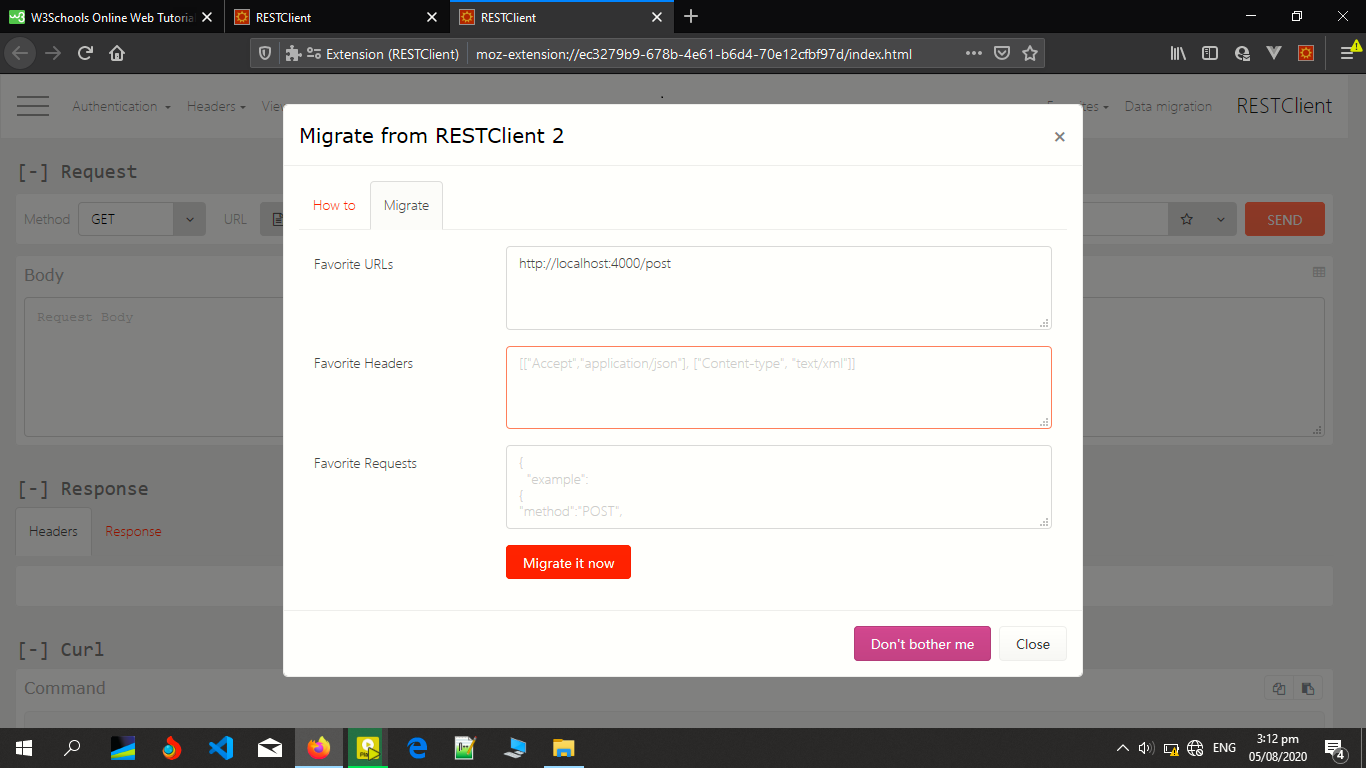 W3Schools Online Web Tutorial
RESTClient
RESTClient
Extension (RESTClient)
moz-extension://ec3279b9-678b-4e61-b6d4-70e12cfbf97d/index.html
Authentication
Headers
Data migration
RESTClient
Migrate from RESTClient 2
[-] Request
How to
Migrate
Method
GET
URL
SEND
Favorite URLs
http://localhost:4000/post
Body
Request Body
Favorite Headers
[["Accept","application/json"], ["Content-type", "text/xml"]]
Favorite Requests
{
"example":
{
"method":"POST",
[-] Response
Headers
Response
Migrate it now
Don't bother me
Close
[-] Curl
Command
ENG
3:12 pm
05/08/2020
4